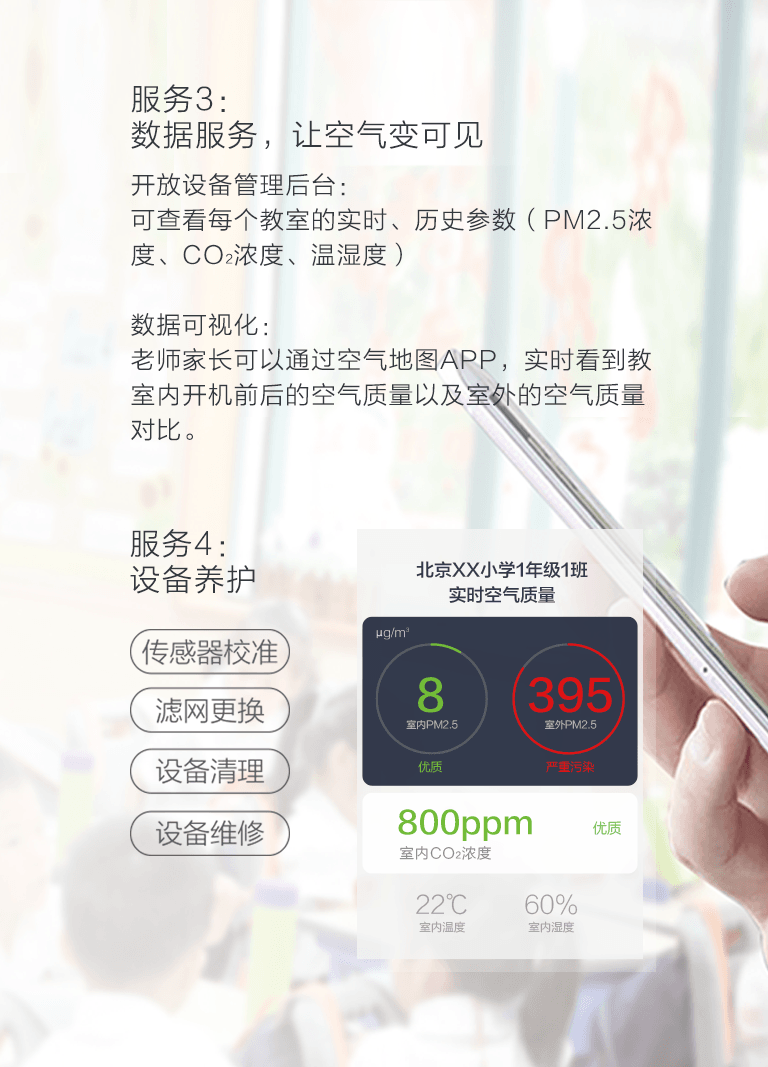 服务3：
数据服务，让空气变可见
开放设备管理后台：
可查看每个教室的实时、历史参数（PM2.5浓
度、CO₂浓度、温湿度）
数据可视化：
老师家长可以通过空气地图APP，实时看到教
室内开机前后的空气质量以及室外的空气质量
对比。
服务4：
设备养护
传感器校准
滤网更换
设备清理
设备维修
北京XX小学1年级1班
实时空气质量
μg/m³
8
室内PM2.5
优质
395
室外PM2.5
严重污染
800ppm
室内CO₂浓度
优质
22℃
室内温度
60%
室内湿度